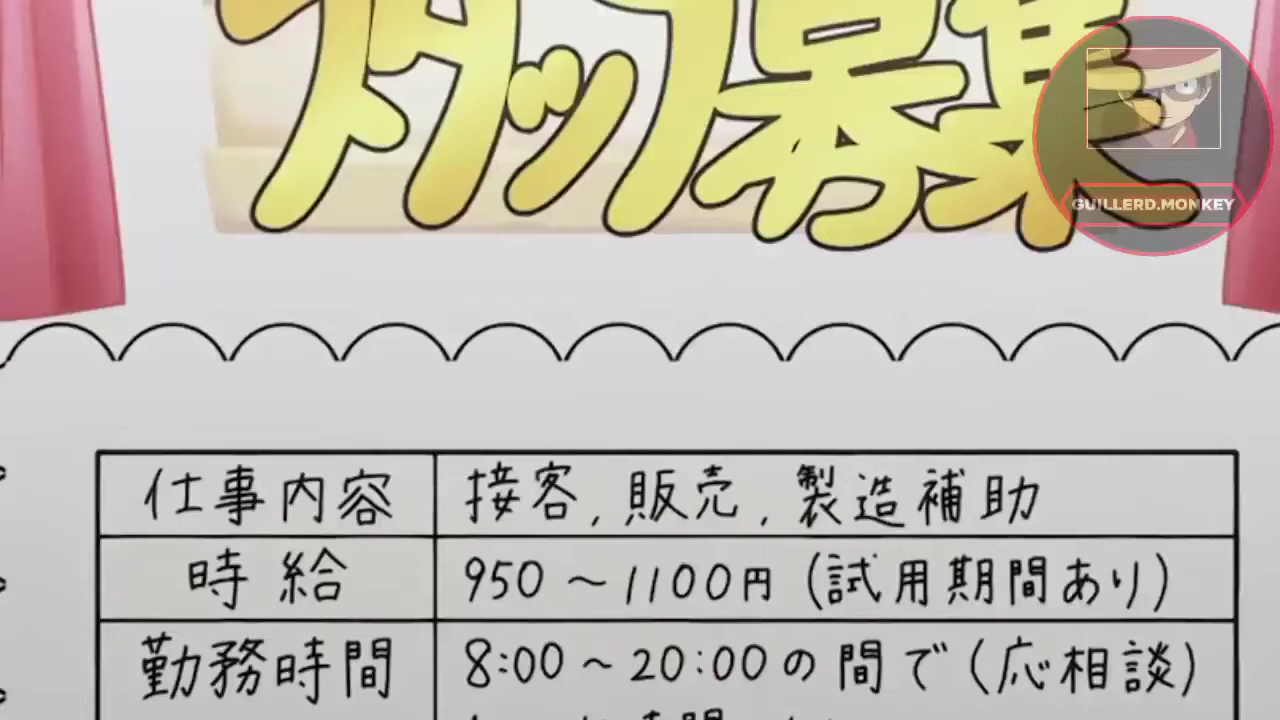 スタッフ募集
GUILLERD.MONKEY
仕事内容 接客, 販売, 製造補助
時給 950～1100円 (試用期間あり)
勤務時間 8:00～20:00の間で(応相談)